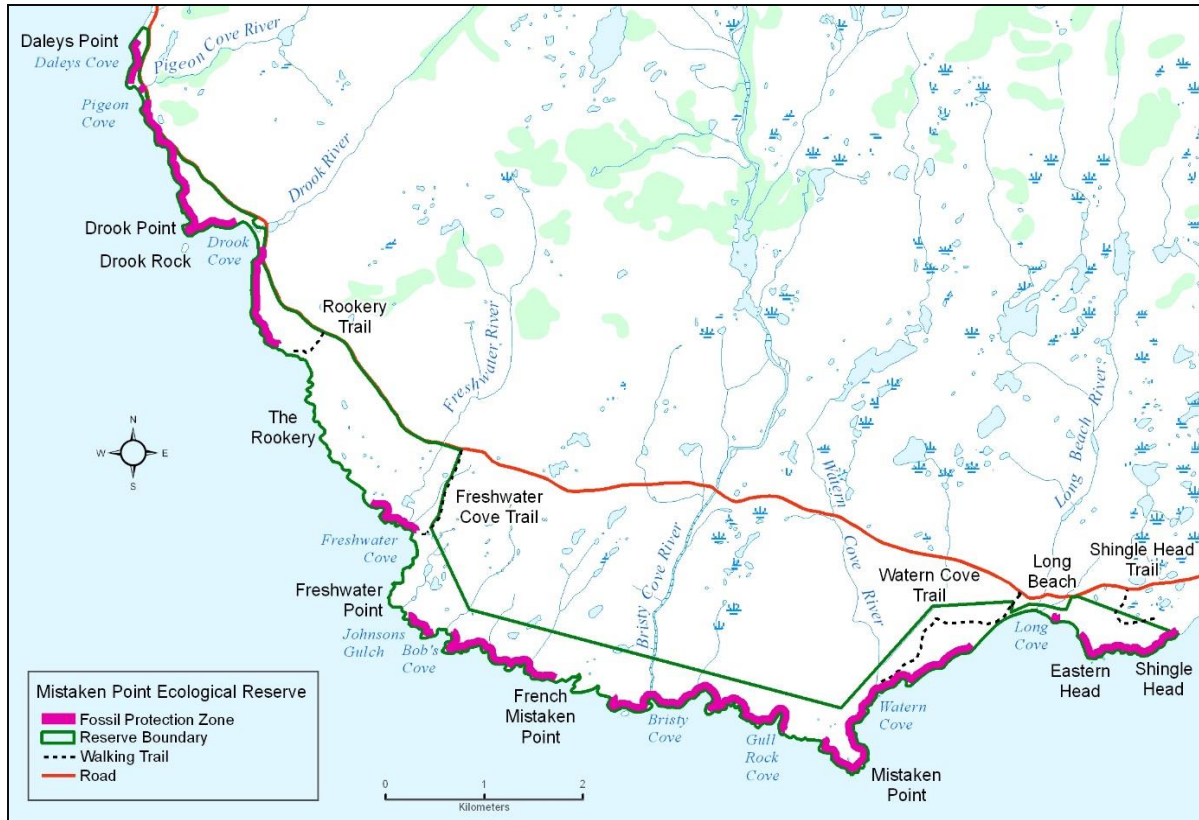 Daleys Point
Daleys Cove
Pigeon Cove River
Pigeon
Cove
Drook River
Drook Point
Drook
Cove
Drook Rock
Rookery
Trail
Freshwater River
The
Rookery
N
W E
S
Freshwater
Cove Trail
Freshwater
Cove
Freshwater
Point
Johnsons
Gulch
Bob's
Cove
French
Mistaken
Point
Bristy Cove River
Bristy
Cove
Gull
Rock
Cove
Mistaken
Point
Watern
Cove
Watern Cove River
Watern Cove
Trail
Long Beach River
Long
Beach
Long
Cove
Shingle Head
Trail
Eastern
Head
Shingle
Head
Mistaken Point Ecological Reserve
Fossil Protection Zone
Reserve Boundary
Walking Trail
Road
0 1 2
Kilometers